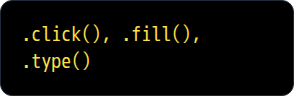 .click(), .fill(),
.type()